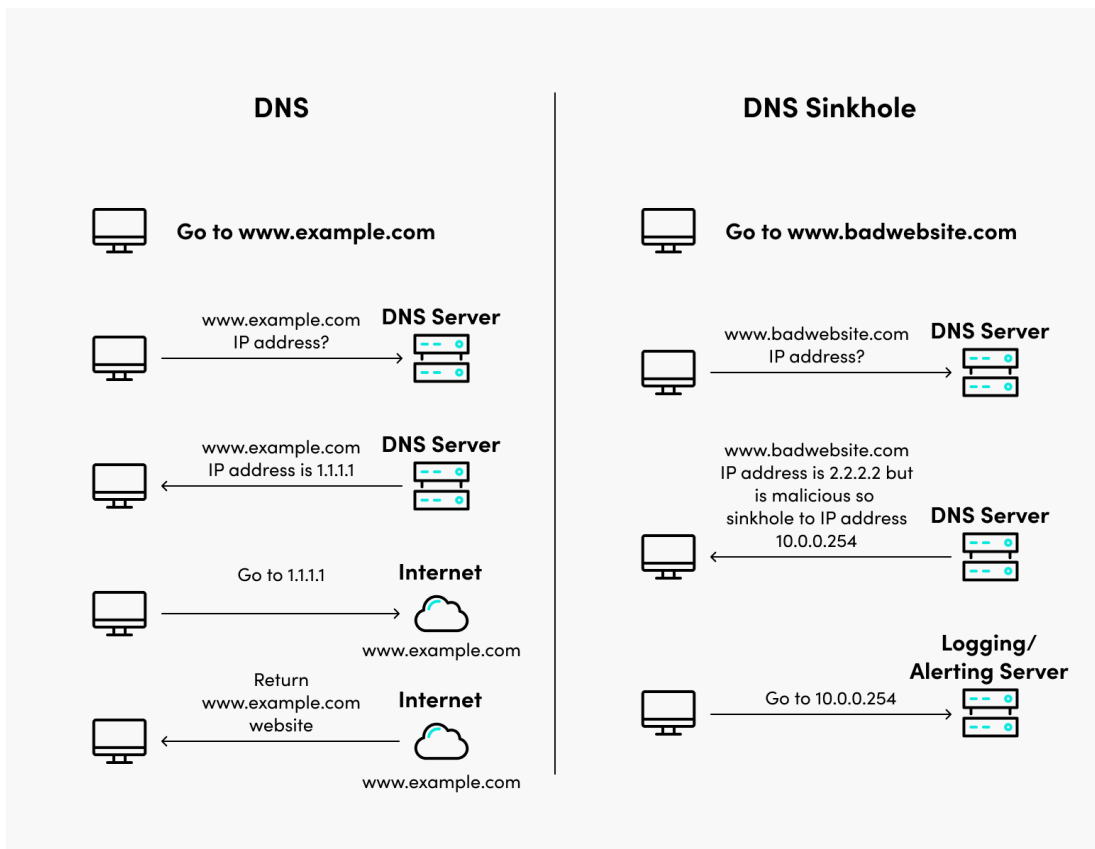 DNS
Go to www.example.com
www.example.com
IP address?
DNS Server
www.example.com
IP address is 1.1.1.1
DNS Server
Go to 1.1.1.1
Internet
www.example.com
Return
www.example.com
website
Internet
www.example.com
DNS Sinkhole
Go to www.badwebsite.com
www.badwebsite.com
IP address?
DNS Server
www.badwebsite.com
IP address is 2.2.2.2 but
is malicious so
sinkhole to IP address
10.0.0.254
DNS Server
Go to 10.0.0.254
Logging/
Alerting Server